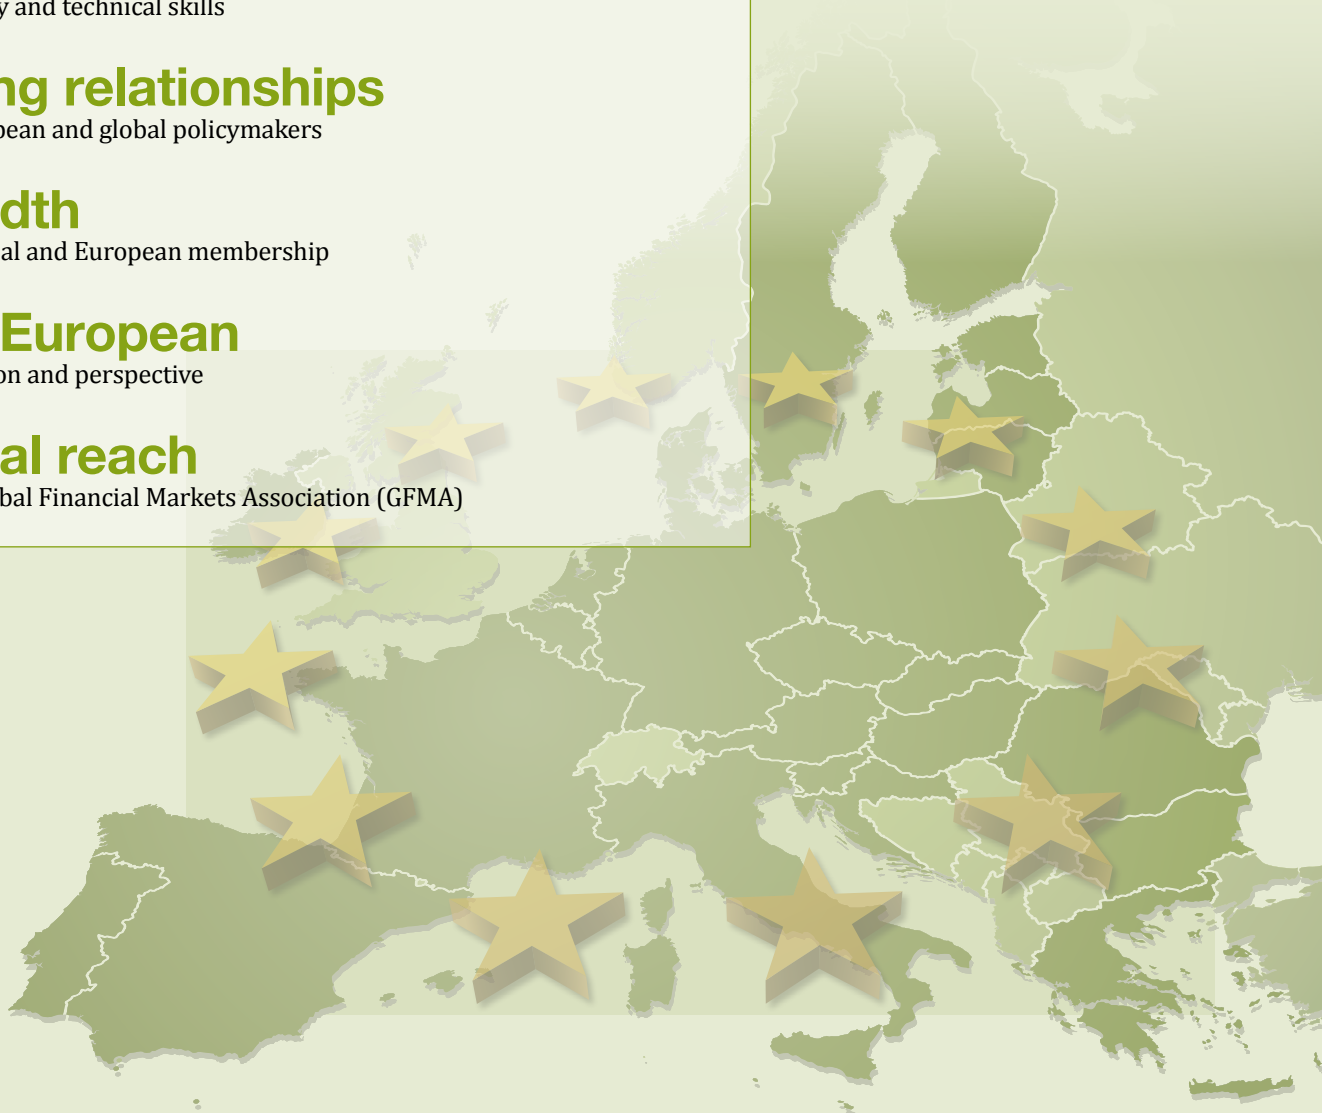 y and technical skills
ng relationships
pean and global policymakers
dth
al and European membership
European
on and perspective
al reach
bal Financial Markets Association (GFMA)